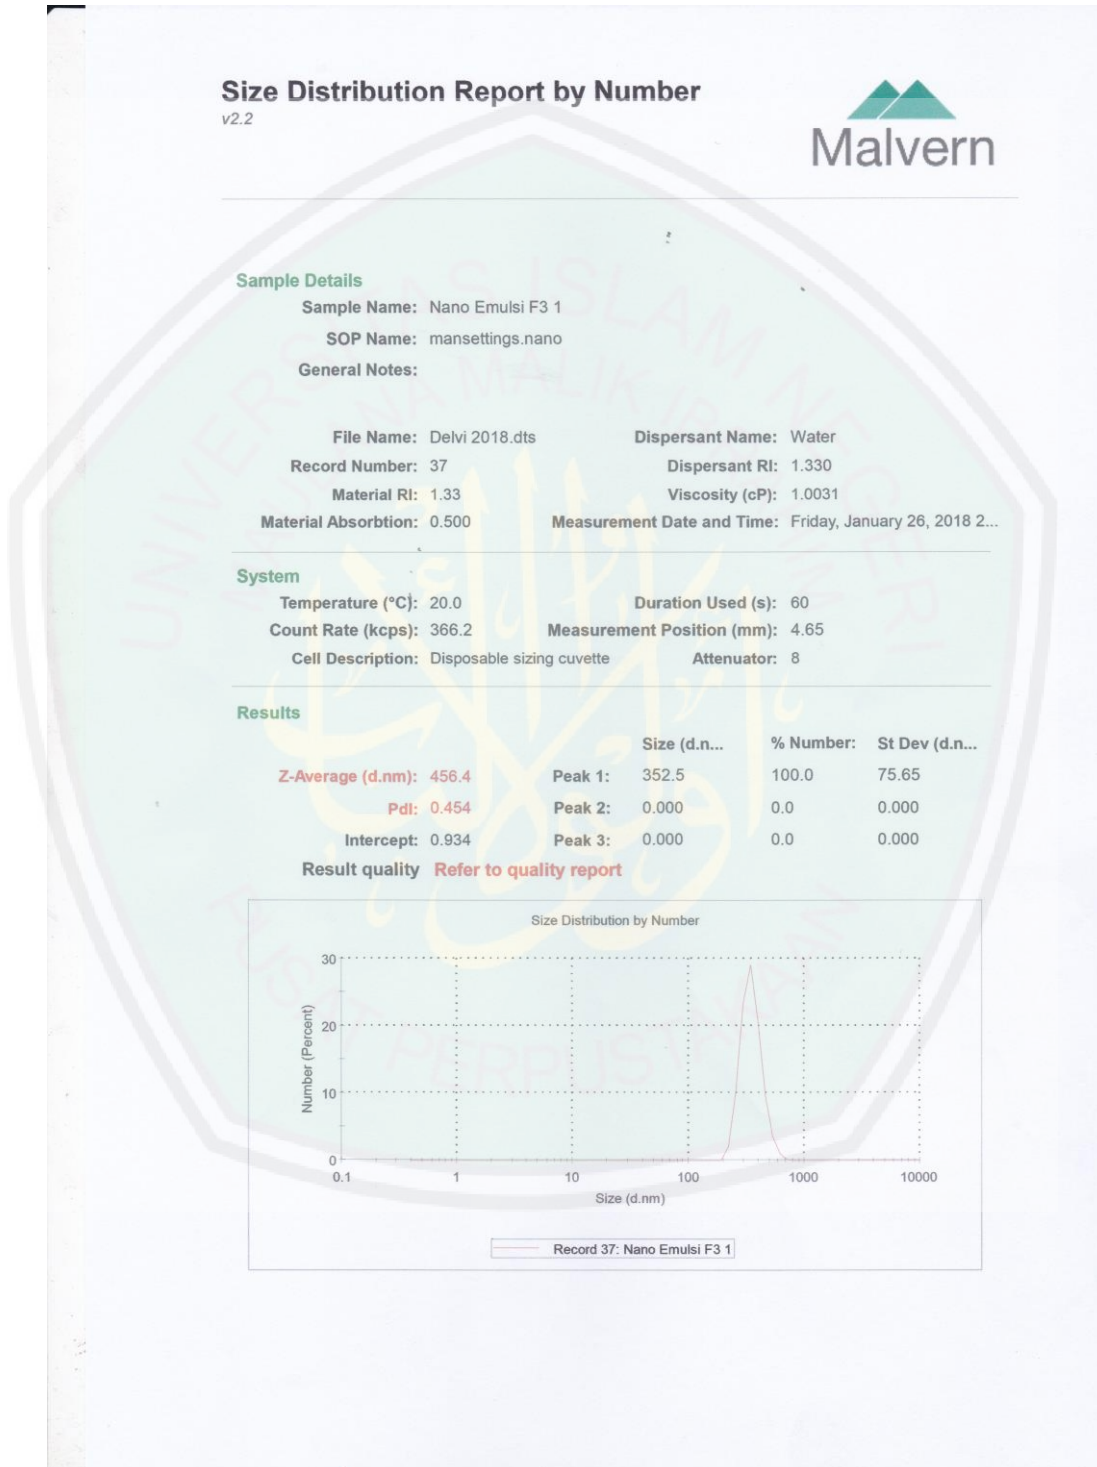 Size Distribution Report by Number
v2.2
Malvern
Sample Details
Sample Name: Nano Emulsi F3 1
SOP Name: mansettings.nano
General Notes:
File Name: Delvi 2018.dts Dispersant Name: Water
Record Number: 37 Dispersant RI: 1.330
Material RI: 1.33 Viscosity (cP): 1.0031
Material Absorbtion: 0.500 Measurement Date and Time: Friday, January 26, 2018 2...
System
Temperature (°C): 20.0 Duration Used (s): 60
Count Rate (kcps): 366.2 Measurement Position (mm): 4.65
Cell Description: Disposable sizing cuvette Attenuator: 8
Results
Size (d.n... % Number: St Dev (d.n...
Z-Average (d.nm): 456.4 Peak 1: 352.5 100.0 75.65
PdI: 0.454 Peak 2: 0.000 0.0 0.000
Intercept: 0.934 Peak 3: 0.000 0.0 0.000
Result quality Refer to quality report
Size Distribution by Number
Number (Percent)
30
20
10
0
0.1 1 10 100 1000 10000
Size (d.nm)
Record 37: Nano Emulsi F3 1
UNIVERSITAS ISLAM NEGERI
MAULANA MALIK IBRAHIM
PUSAT PERPUSTAKAAN